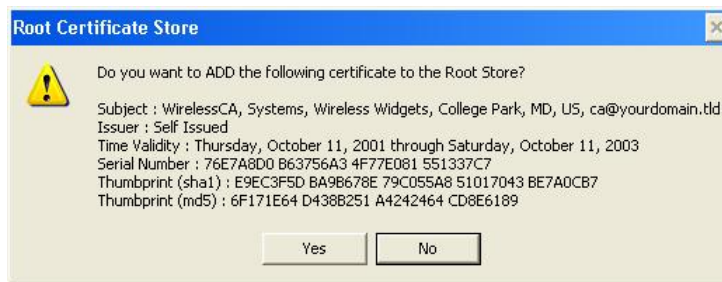 Root Certificate Store
Do you want to ADD the following certificate to the Root Store?
Subject : WirelessCA, Systems, Wireless Widgets, College Park, MD, US, ca@yourdomain.tld
Issuer : Self Issued
Time Validity : Thursday, October 11, 2001 through Saturday, October 11, 2003
Serial Number : 76E7A8D0 B63756A3 4F77E081 551337C7
Thumbprint (sha1) : E9EC3F5D BA9B678E 79C055A8 51017043 BE7A0CB7
Thumbprint (md5) : 6F171E64 D438B251 A4242464 CD8E6189
Yes No